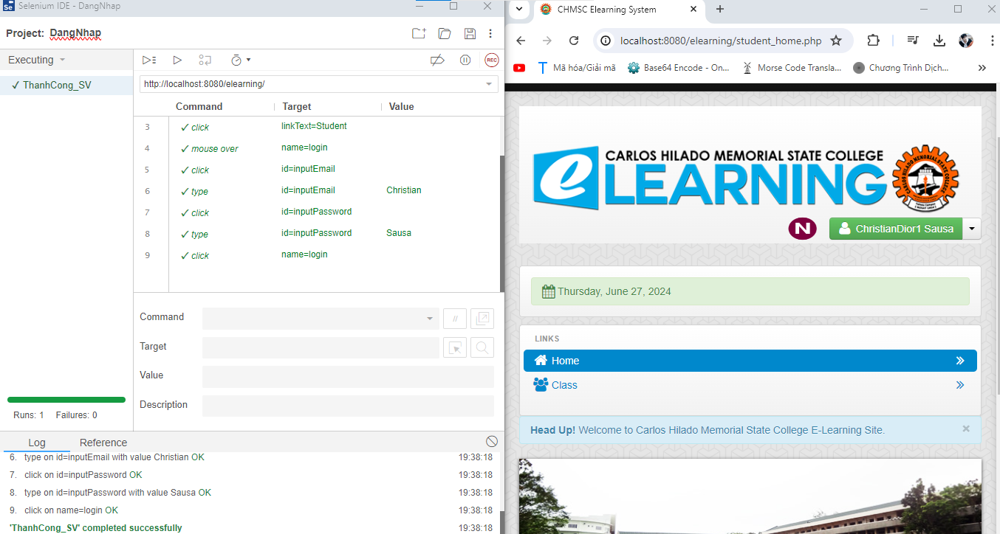 Se Selenium IDE - DangNhap
Project: DangNhap
Executing
✓ ThanhCong_SV
REC
http://localhost:8080/elearning/
Command Target Value
3 ✓ click linkText=Student
4 ✓ mouse over name=login
5 ✓ click id=inputEmail
6 ✓ type id=inputEmail Christian
7 ✓ click id=inputPassword
8 ✓ type id=inputPassword Sausa
9 ✓ click name=login
Command //
Target
Value
Description
Runs: 1 Failures: 0
Log Reference
6. type on id=inputEmail with value Christian OK 19:38:18
7. click on id=inputPassword OK 19:38:18
8. type on id=inputPassword with value Sausa OK 19:38:18
9. click on name=login OK 19:38:18
'ThanhCong_SV' completed successfully 19:38:18
CHMSC Elearning System
localhost:8080/elearning/student_home.php
Mã hóa/Giải mã Base64 Encode - On... Morse Code Transla... Chương Trình Dịch...
CARLOS HILADO MEMORIAL STATE COLLEGE
eLEARNING
N ChristianDior1 Sausa
Thursday, June 27, 2024
LINKS
Home
Class
Head Up! Welcome to Carlos Hilado Memorial State College E-Learning Site. ×